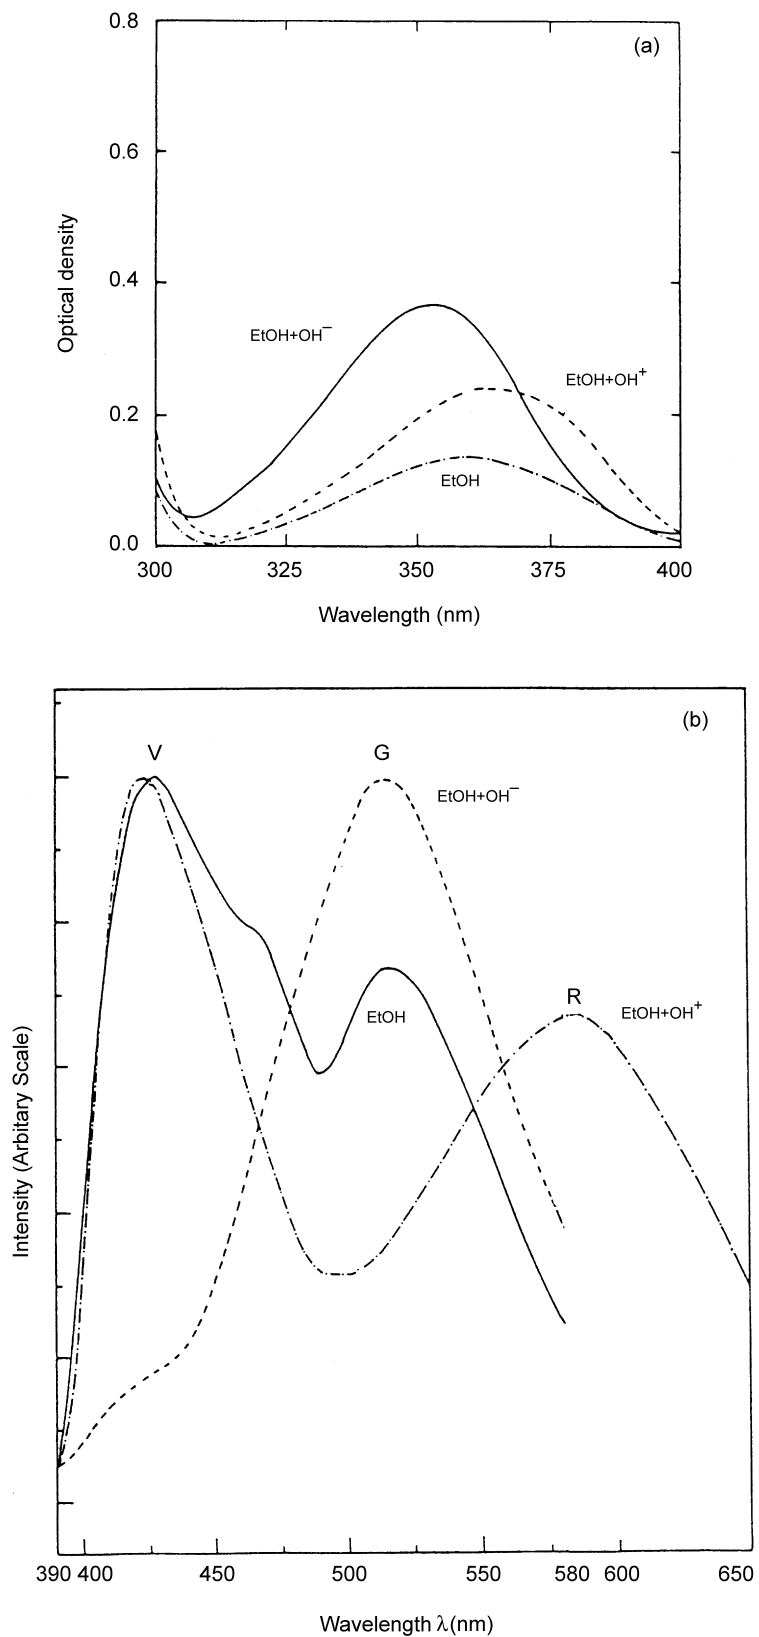 0.8
(a)
0.6
Optical density
0.4
EtOH+OH⁻
EtOH+OH⁺
0.2
EtOH
0.0
300 325 350 375 400
Wavelength (nm)
(b)
V G
EtOH+OH⁻
R
EtOH
EtOH+OH⁺
Intensity (Arbitary Scale)
390 400 450 500 550 580 600 650
Wavelength λ(nm)